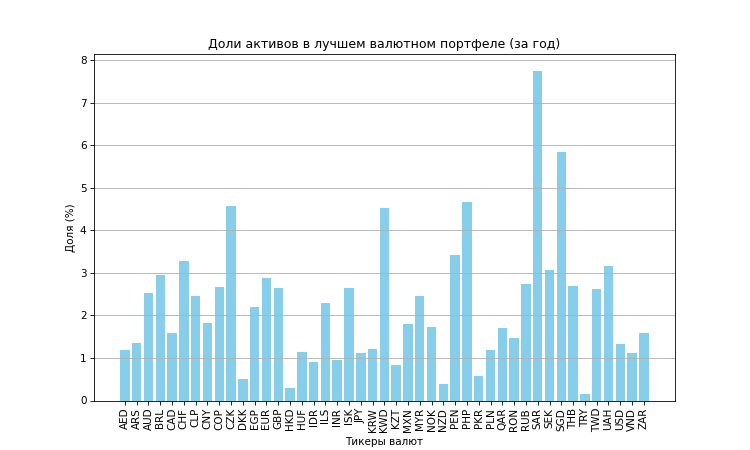 Доли активов в лучшем валютном портфеле (за год)
8
7
6
5
4
3
2
1
0
Доля (%)
AED ARS AUD BRL CAD CHF CLP CNY COP CZK DKK EGP EUR GBP HKD HUF IDR ILS INR ISK JPY KRW KWD KZT MXN MYR NOK NZD PEN PHP PKR PLN QAR RON RUB SAR SEK SGD THB TRY TWD UAH USD VND ZAR
Тикеры валют